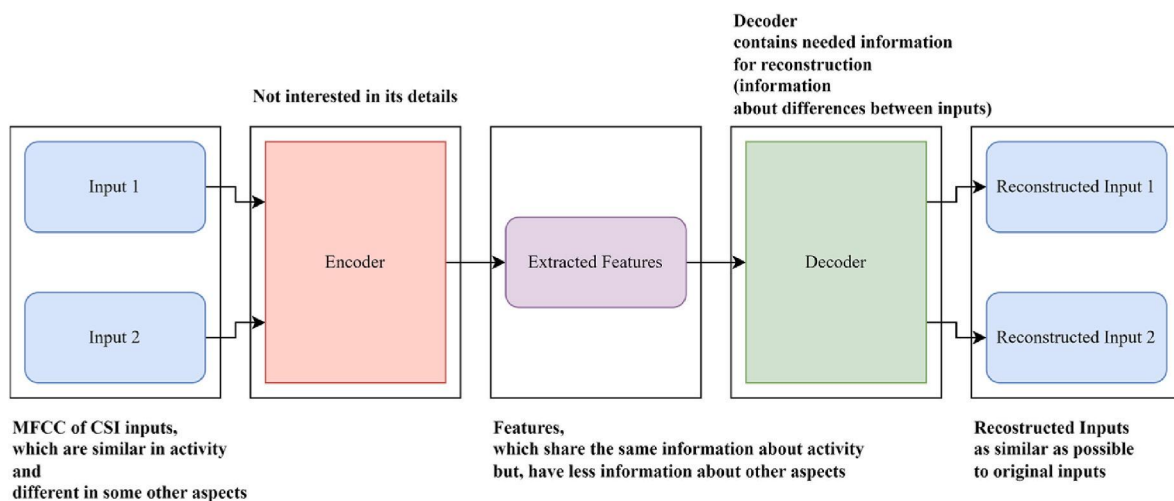 Decoder
contains needed information
for reconstruction
(information
about differences between inputs)
Not interested in its details
Input 1
Input 2
Encoder
Extracted Features
Decoder
Reconstructed Input 1
Reconstructed Input 2
MFCC of CSI inputs,
which are similar in activity
and
different in some other aspects
Features,
which share the same information about activity
but, have less information about other aspects
Recostructed Inputs
as similar as possible
to original inputs